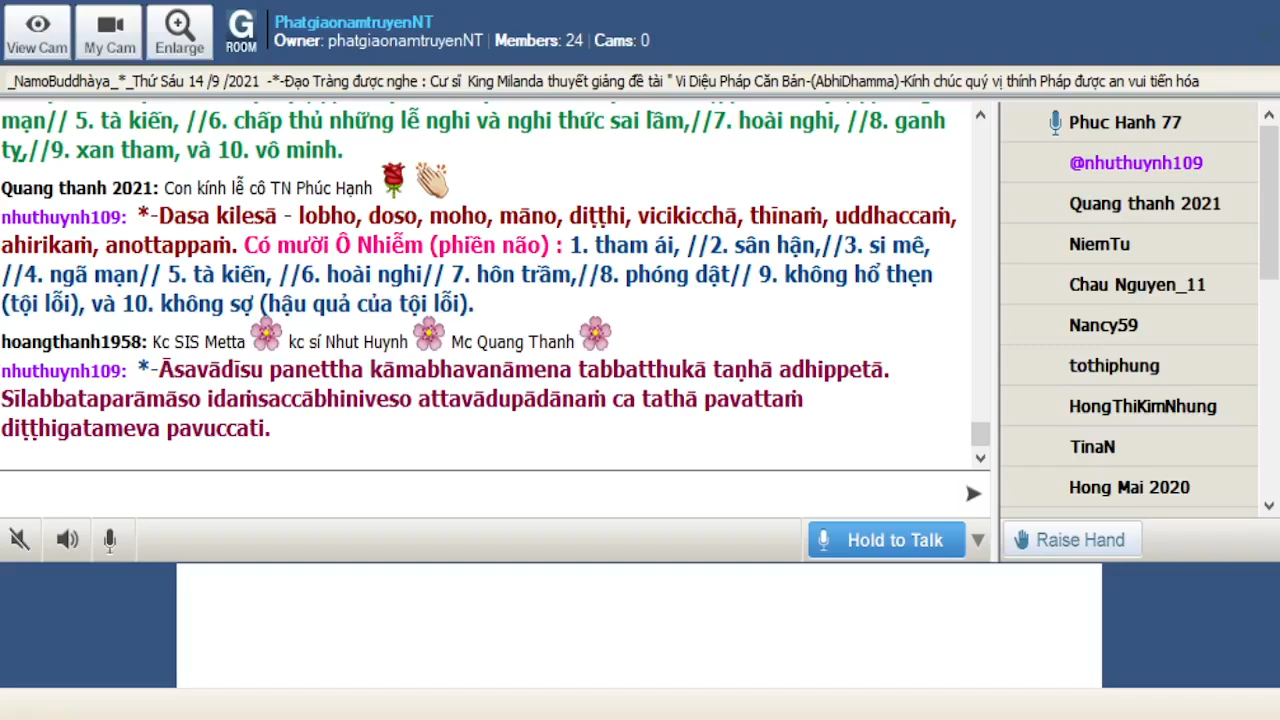 PhatgiaonamtruyenNT
View Cam
My Cam
Enlarge
G ROOM
Owner: phatgiaonamtruyenNT | Members: 24 | Cams: 0
_NamoBuddhàya_*_Thứ Sáu 14 /9 /2021 -*-Đạo Tràng được nghe : Cư sĩ King Milanda thuyết giảng đề tài " Vi Diệu Pháp Căn Bản-(AbhiDhamma)-Kính chúc quý vị thính Pháp được an vui tiến hóa
mạn// 5. tà kiến, //6. chấp thủ những lễ nghi và nghi thức sai lầm,//7. hoài nghi, //8. ganh
tỵ,//9. xan tham, và 10. vô minh.
Quang thanh 2021: Con kính lễ cô TN Phúc Hạnh
nhuthuynh109: *-Dasa kilesā - lobho, doso, moho, māno, diṭṭhi, vicikicchā, thīnaṁ, uddhaccaṁ,
ahirikaṁ, anottappaṁ. Có mười Ô Nhiễm (phiền não) : 1. tham ái, //2. sân hận,//3. si mê,
//4. ngã mạn// 5. tà kiến, //6. hoài nghi// 7. hôn trầm,//8. phóng dật// 9. không hổ thẹn
(tội lỗi), và 10. không sợ (hậu quả của tội lỗi).
hoangthanh1958: Kc SIS Metta kc sí Nhut Huynh Mc Quang Thanh
nhuthuynh109: *-Āsavādīsu panettha kāmabhavanāmena tabbatthukā taṇhā adhippetā.
Sīlabbataparāmāso idaṁsaccābhiniveso attavādupādānaṁ ca tathā pavattaṁ
diṭṭhigatameva pavuccati.
Phuc Hanh 77
@nhuthuynh109
Quang thanh 2021
NiemTu
Chau Nguyen_11
Nancy59
tothiphung
HongThiKimNhung
TinaN
Hong Mai 2020
Hold to Talk
Raise Hand